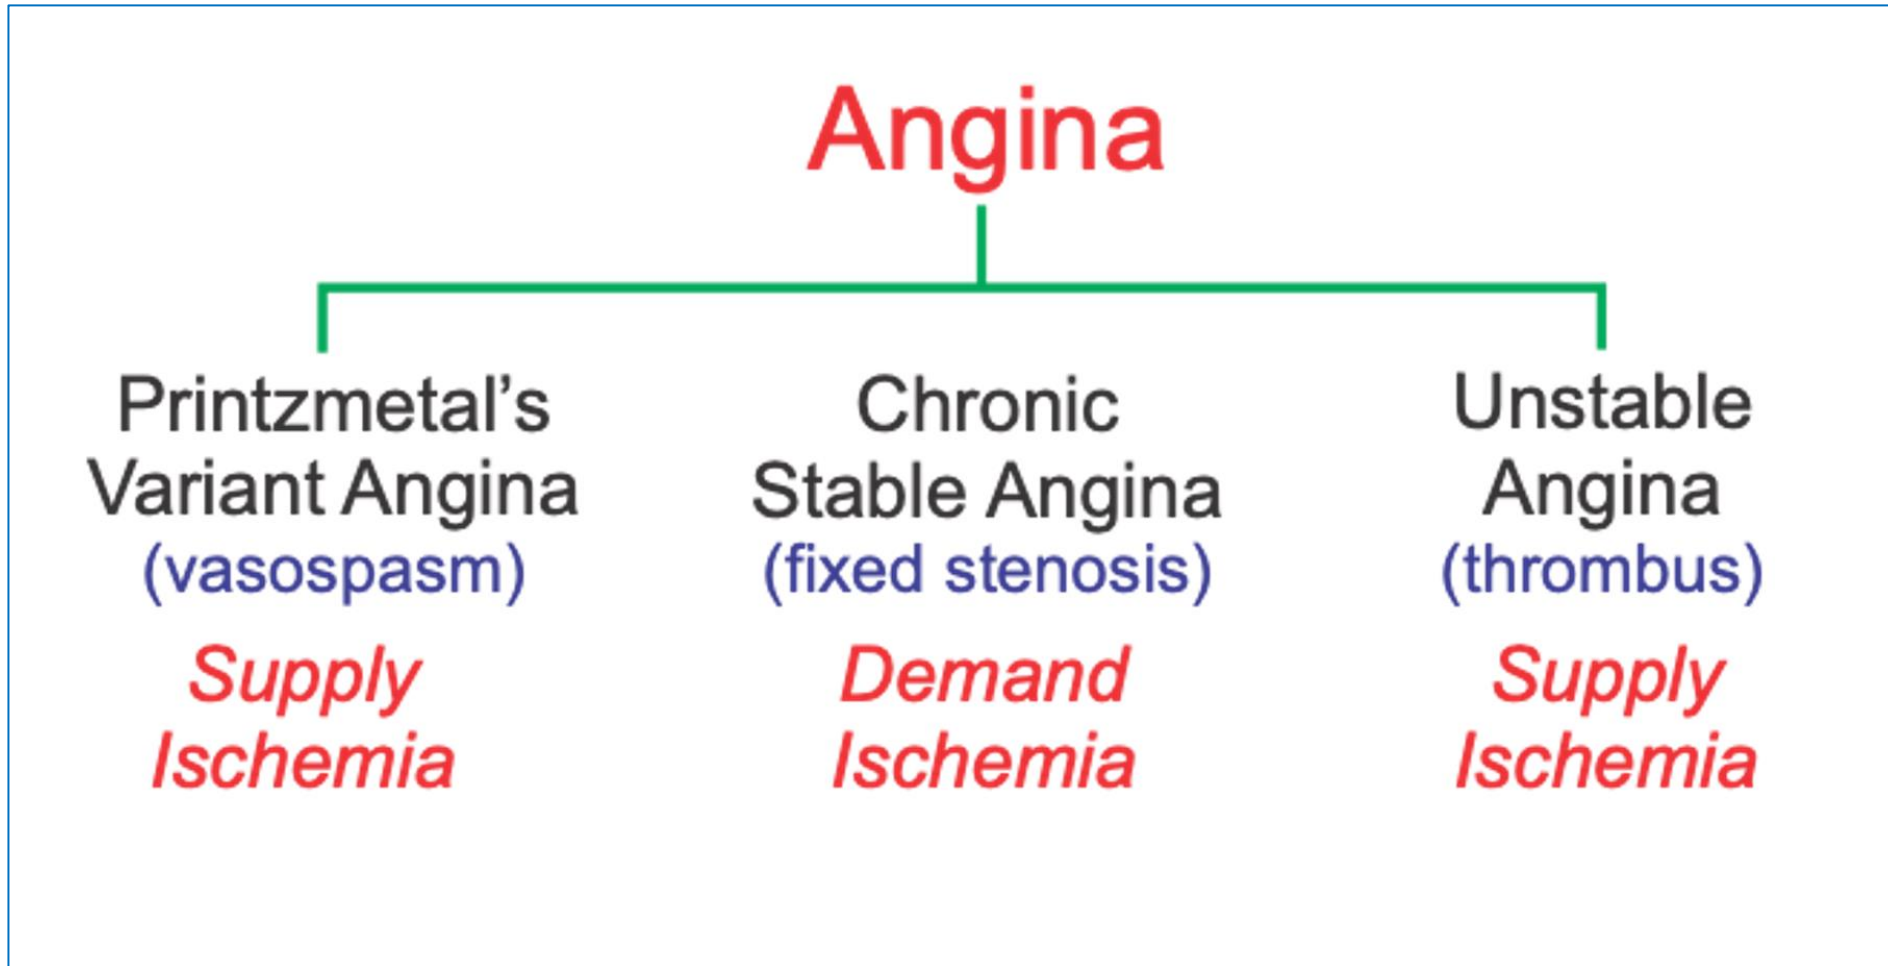 Angina
Printzmetal’s
Variant Angina
(vasospasm)
Supply
Ischemia
Chronic
Stable Angina
(fixed stenosis)
Demand
Ischemia
Unstable
Angina
(thrombus)
Supply
Ischemia